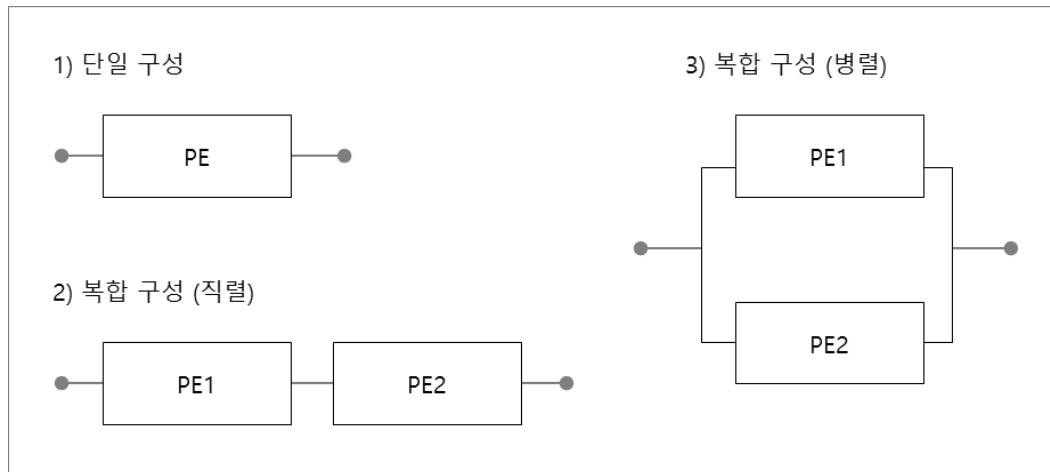 1) 단일 구성
PE
2) 복합 구성 (직렬)
PE1
PE2
3) 복합 구성 (병렬)
PE1
PE2